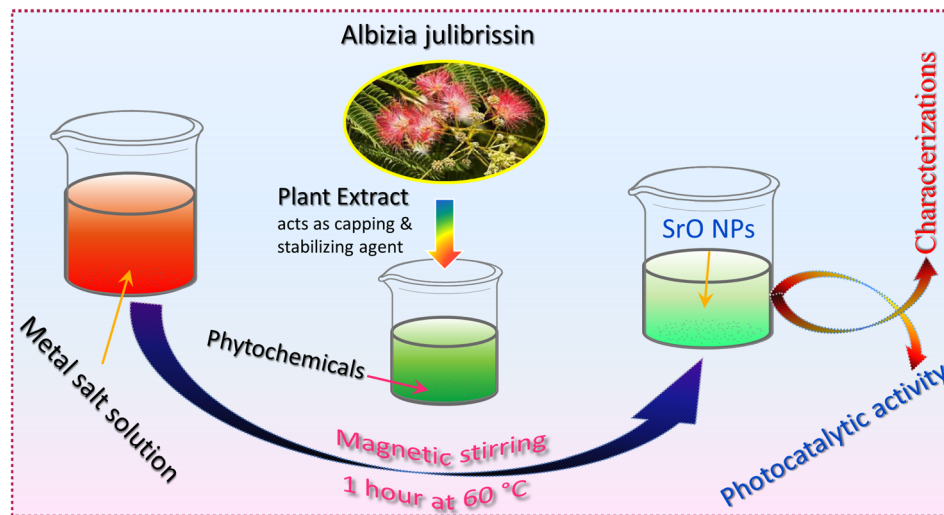 Albizia julibrissin
Plant Extract
acts as capping &
stabilizing agent
Metal salt solution
Phytochemicals
Magnetic stirring
1 hour at 60 °C
SrO NPs
Characterizations
Photocatalytic activity